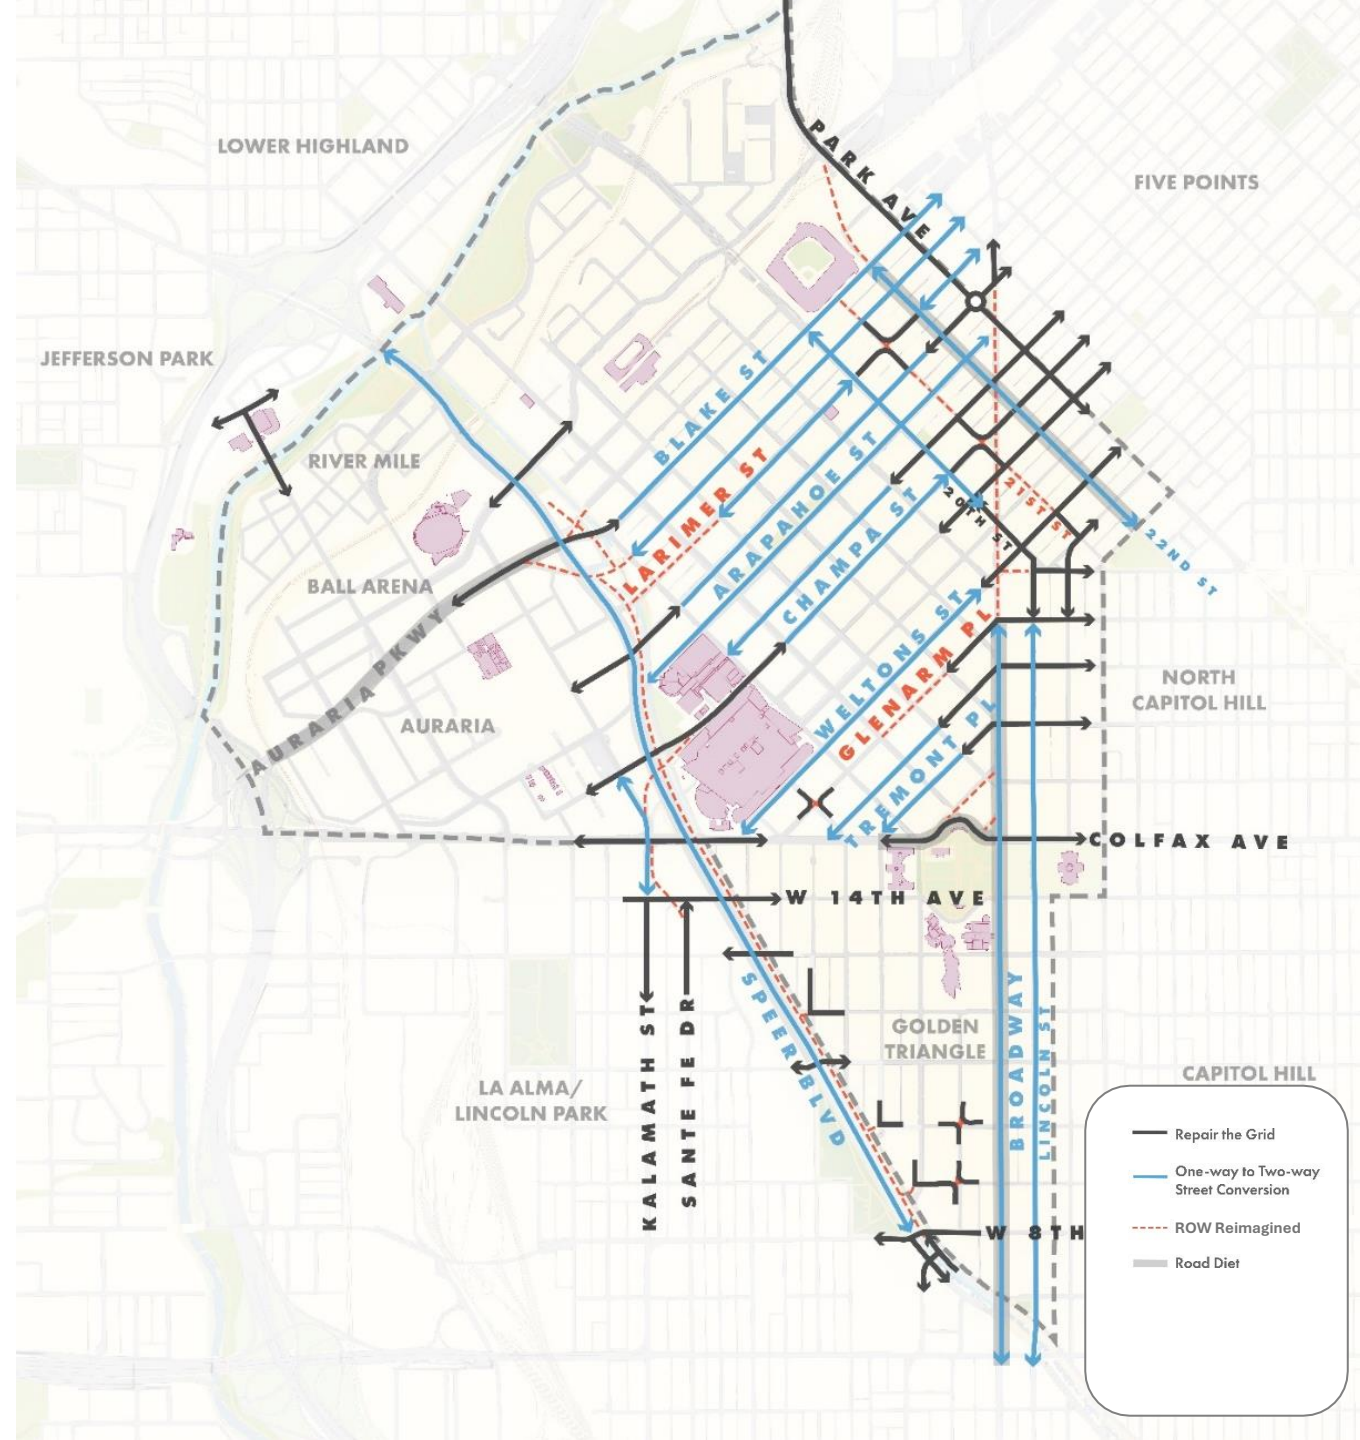 PARK AVE
LOWER HIGHLAND
FIVE POINTS
JEFFERSON PARK
BLAKE ST
RIVER MILE
LARIMER ST
ARAPAHOE ST
CHAMPA ST
20TH ST
21ST ST
22ND ST
BALL ARENA
AURARIA PKWY
WELTONS ST
GLENARM PL
NORTH
CAPITOL HILL
AURARIA
TREMONT PL
COLFAX AVE
W 14TH AVE
KALAMATH ST
SANTE FE DR
SPEER BLVD
GOLDEN
TRIANGLE
BROADWAY
LINCOLN ST
LA ALMA/
LINCOLN PARK
CAPITOL HILL
W 8TH
Repair the Grid
One-way to Two-way
Street Conversion
ROW Reimagined
Road Diet